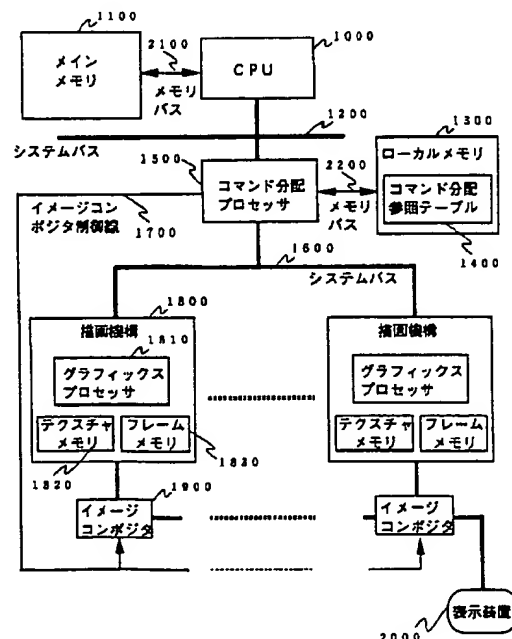 1100
メイン
メモリ
2100
メモリ
バス
1000
CPU
1200
システムバス
1500
コマンド分配
プロセッサ
2200
メモリ
バス
1300
ローカルメモリ
コマンド分配
参照テーブル
1400
イメージコン
ポジタ制御線
1700
1600
システムバス
1800
描画機構
1810
グラフィックス
プロセッサ
テクスチャ
メモリ
フレーム
メモリ
1820
1830
描画機構
グラフィックス
プロセッサ
テクスチャ
メモリ
フレーム
メモリ
1900
イメージ
コンポジタ
イメージ
コンポジタ
表示装置
2000